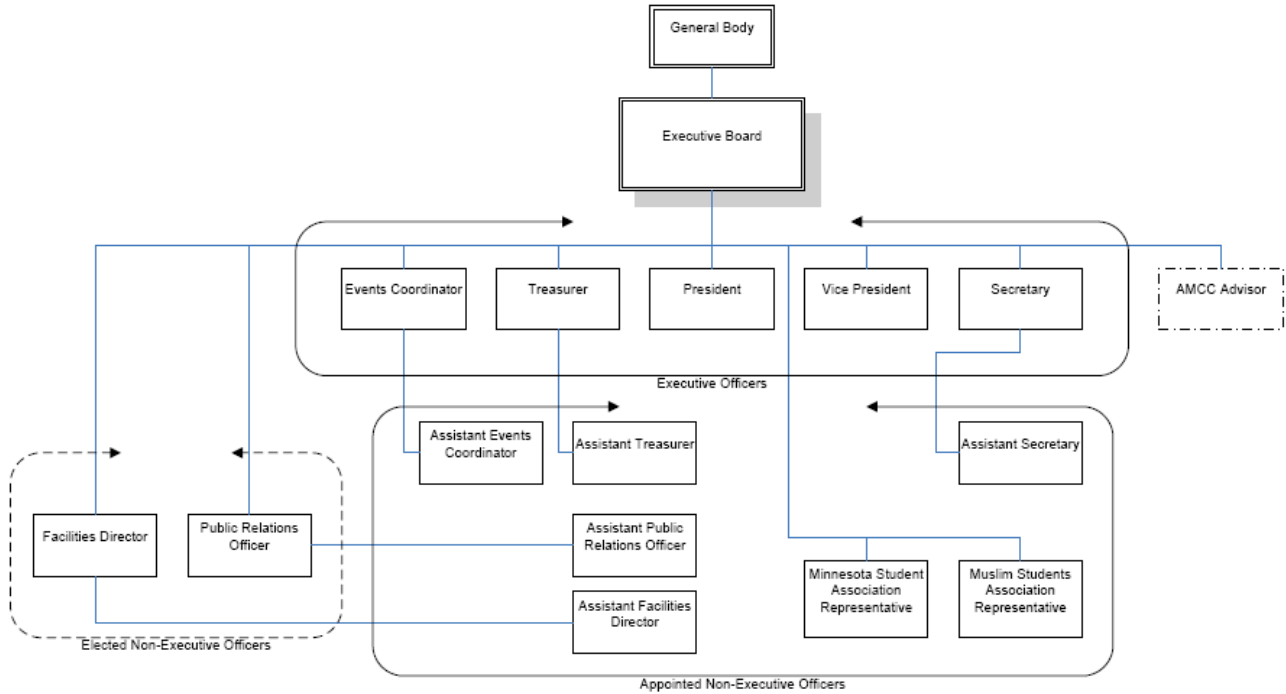 General Body
Executive Board
Events Coordinator
Treasurer
President
Vice President
Secretary
AMCC Advisor
Executive Officers
Assistant Events
Coordinator
Assistant Treasurer
Assistant Secretary
Facilities Director
Public Relations
Officer
Assistant Public
Relations Officer
Minnesota Student
Association
Representative
Muslim Students
Association
Representative
Assistant Facilities
Director
Elected Non-Executive Officers
Appointed Non-Executive Officers